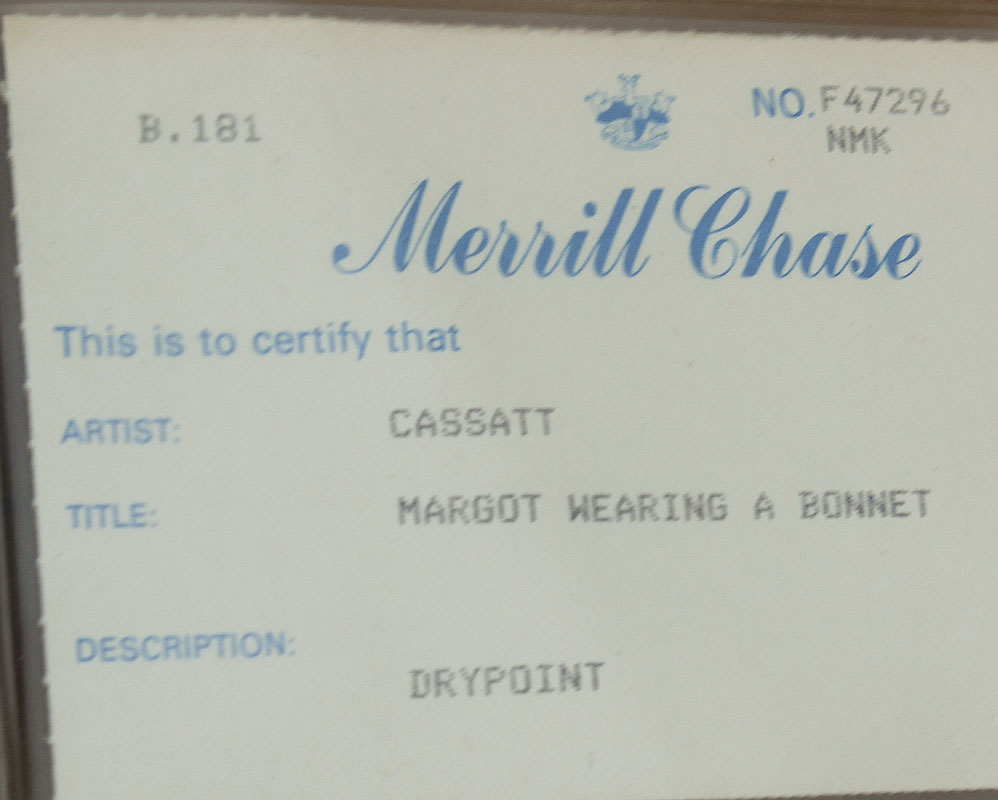 B.181
NO. F47296
NMK
Merrill Chase
This is to certify that
ARTIST: CASSATT
TITLE: MARGOT WEARING A BONNET
DESCRIPTION:
DRYPOINT